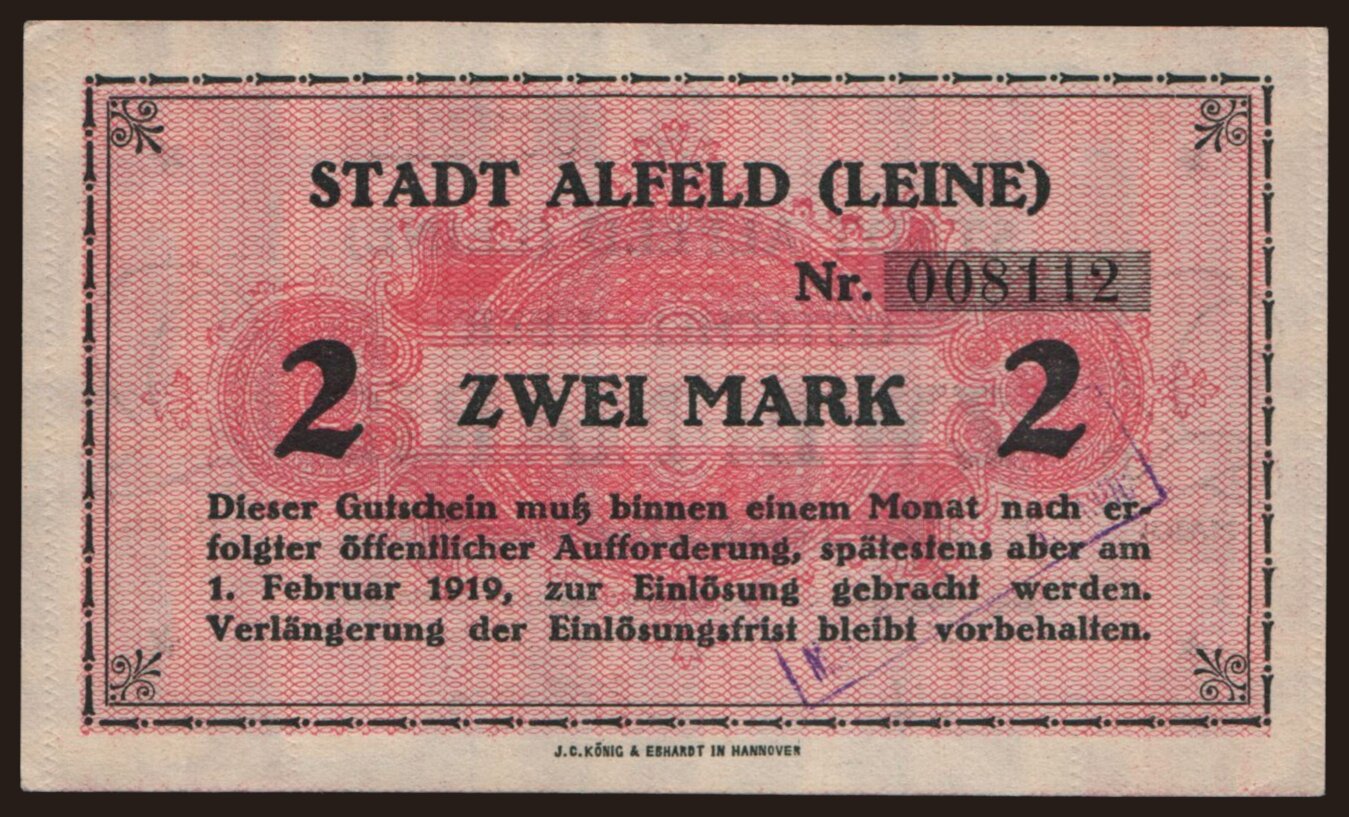 STADT ALFELD (LEINE)
Nr. 008112
2 ZWEI MARK 2
Dieser Gutschein muß binnen einem Monat nach er-
folgter öffentlicher Aufforderung, spätestens aber am
1. Februar 1919, zur Einlösung gebracht werden.
Verlängerung der Einlösungsfrist bleibt vorbehalten.
J.C.KÖNIG & EBHARDT IN HANNOVER